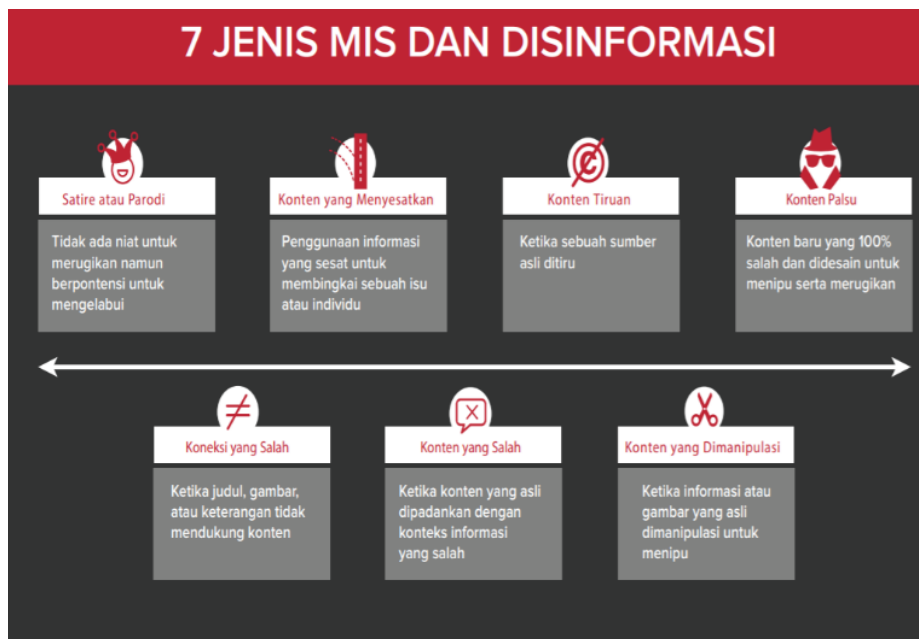 7 JENIS MIS DAN DISINFORMASI
Satire atau Parodi
Tidak ada niat untuk
merugikan namun
berpotensi untuk
mengelabui
Konten yang Menyesatkan
Penggunaan informasi
yang sesat untuk
membingkai sebuah isu
atau individu
Konten Tiruan
Ketika sebuah sumber
asli ditiru
Konten Palsu
Konten baru yang 100%
salah dan didesain untuk
menipu serta merugikan
Koneksi yang Salah
Ketika judul, gambar,
atau keterangan tidak
mendukung konten
Konten yang Salah
Ketika konten yang asli
dipadankan dengan
konteks informasi
yang salah
Konten yang Dimanipulasi
Ketika informasi atau
gambar yang asli
dimanipulasi untuk
menipu